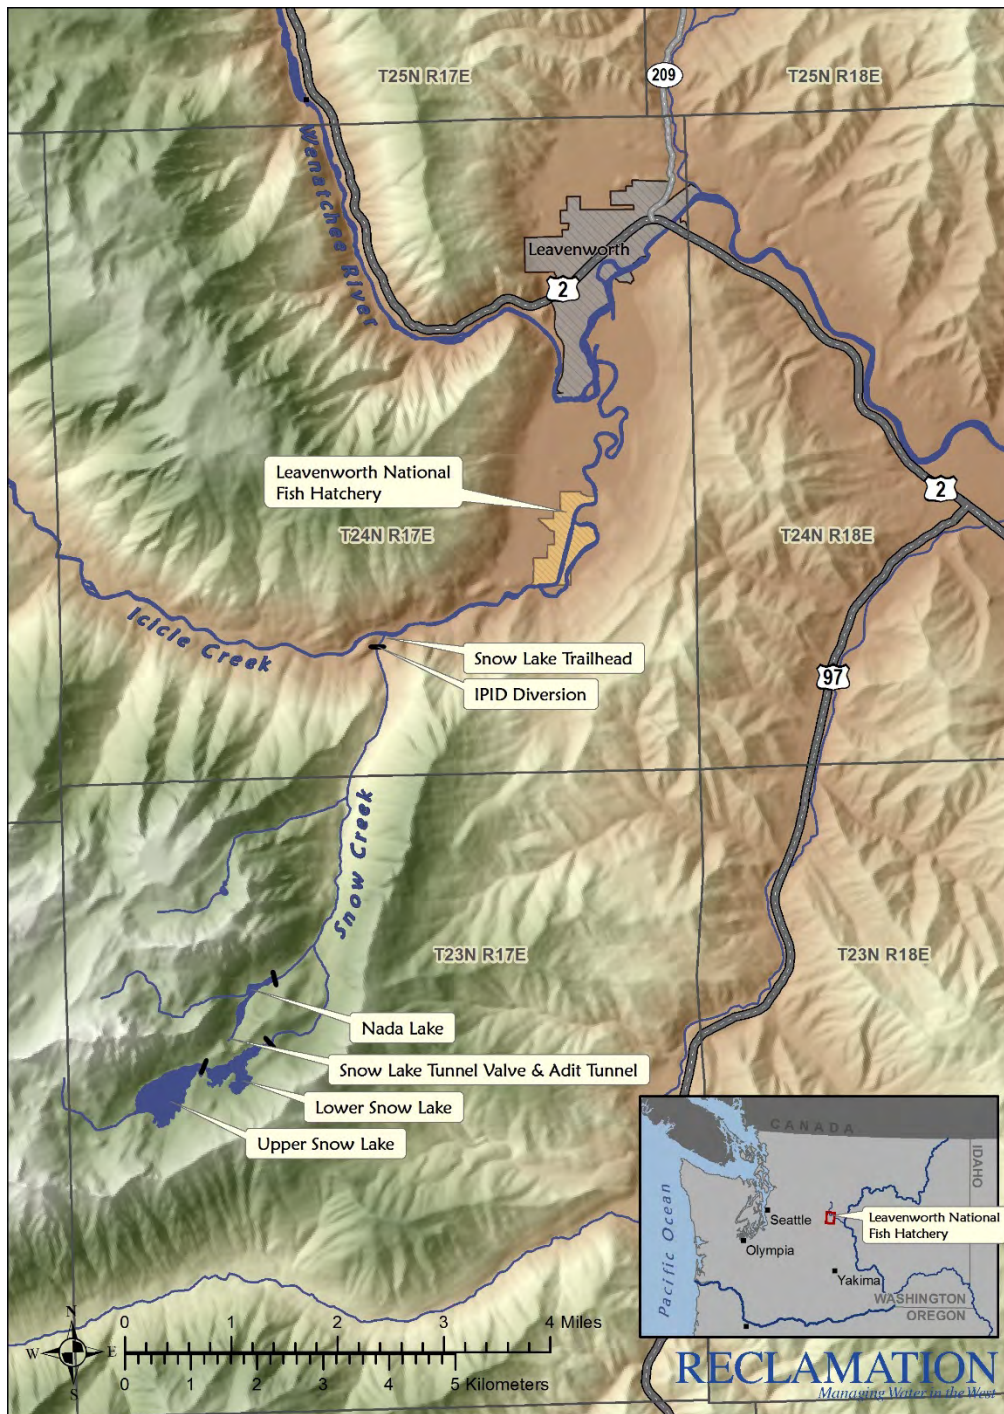 T25N R17E
209
T25N R18E
Wenatchee River
Leavenworth
2
Leavenworth National
Fish Hatchery
2
T24N R17E
T24N R18E
Icicle Creek
Snow Lake Trailhead
IPID Diversion
97
Snow Creek
T23N R17E
T23N R18E
Nada Lake
Snow Lake Tunnel Valve & Adit Tunnel
Lower Snow Lake
Upper Snow Lake
CANADA
IDAHO
Pacific Ocean
Seattle
Leavenworth National
Fish Hatchery
Olympia
Yakima
WASHINGTON
OREGON
N
W E
S
0 1 2 3 4 Miles
0 1 2 3 4 5 Kilometers
RECLAMATION
Managing Water in the West